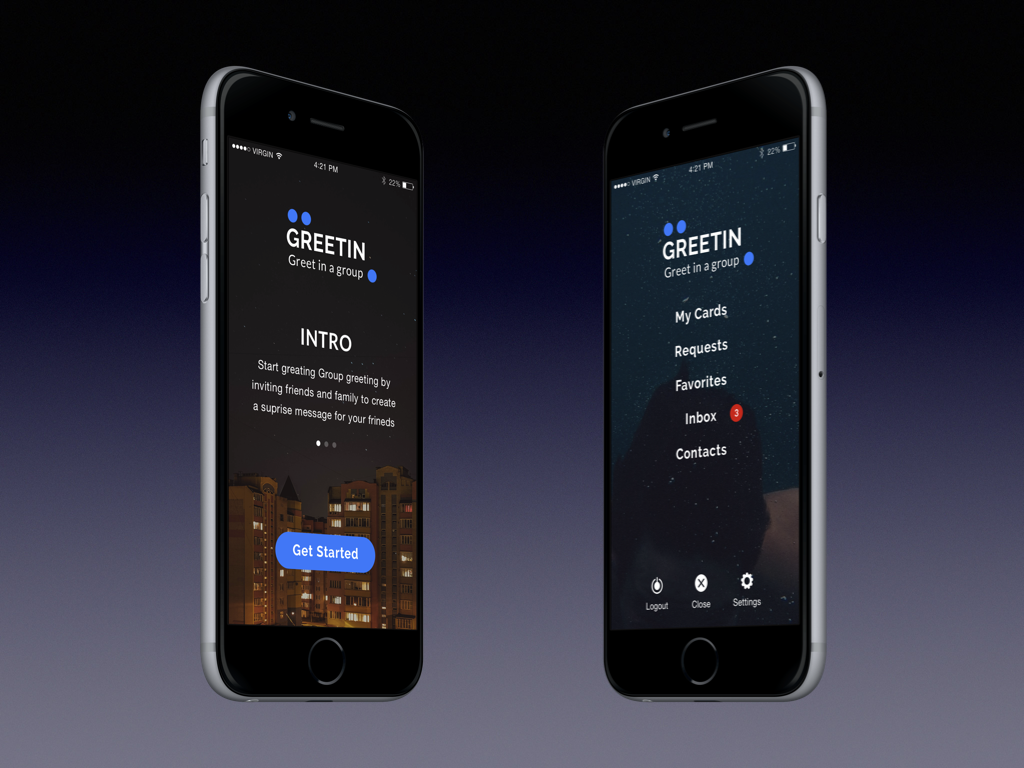 VIRGIN
4:21 PM
22%
GREETIN
Greet in a group
INTRO
Start greating Group greeting by
inviting friends and family to create
a suprise message for your frineds
Get Started
VIRGIN
4:21 PM
22%
GREETIN
Greet in a group
My Cards
Requests
Favorites
Inbox 3
Contacts
Logout Close Settings